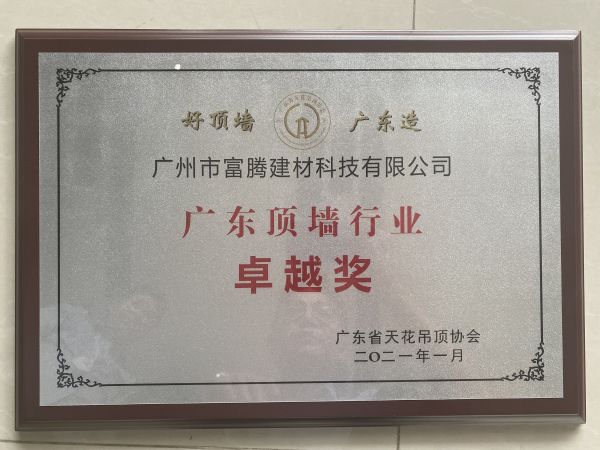 好顶墙 广东造
广州市富腾建材科技有限公司
广东顶墙行业
卓越奖
广东省天花吊顶协会
二〇二一年一月